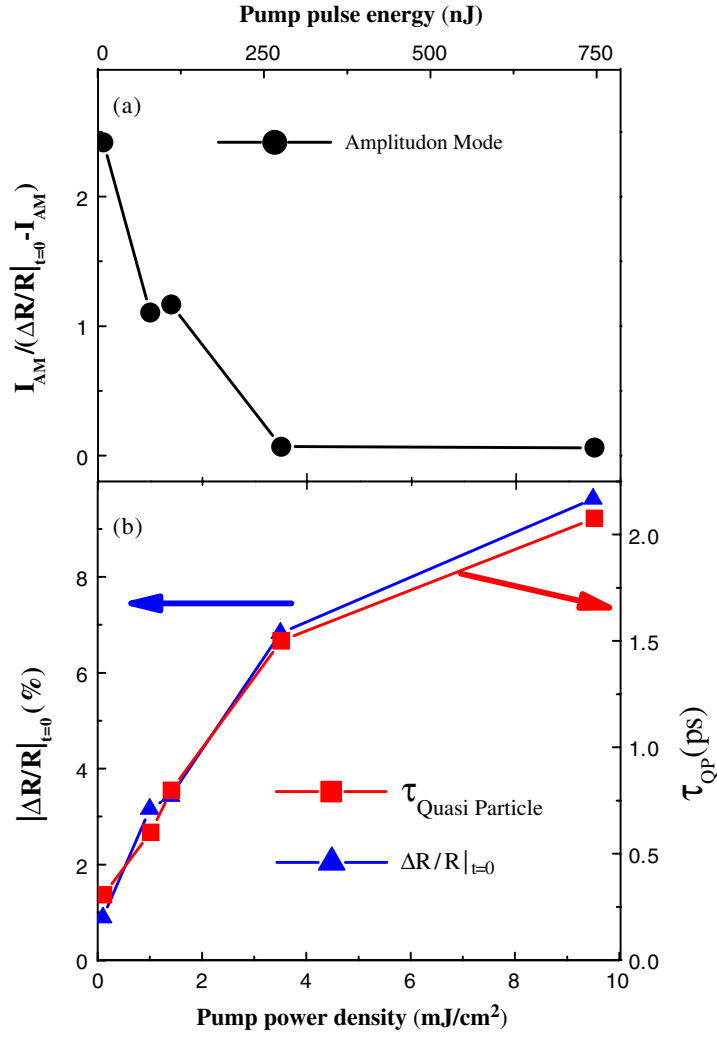 Pump pulse energy (nJ)
0 250 500 750
(a)
Amplitudon Mode
2
1
0
I_AM/(ΔR/R|_t=0-I_AM)
(b)
8
6
4
2
0
|ΔR/R|_t=0(%)
2.0
1.5
1.0
0.5
0.0
τ_QP(ps)
τ_Quasi Particle
ΔR/R|_t=0
0 2 4 6 8 10
Pump power density (mJ/cm²)